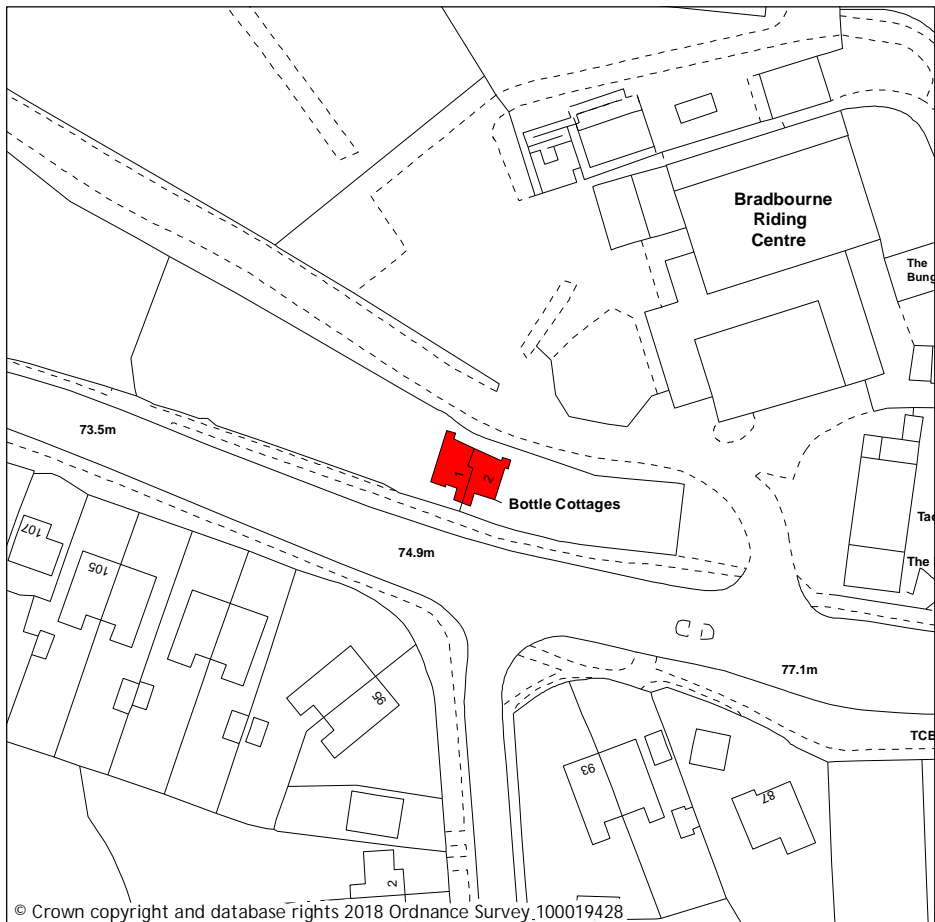 Bradbourne
Riding
Centre
The
Bung
73.5m
1
2
Bottle Cottages
Tac
107
74.9m
The
105
77.1m
95
TCB
93
87
2
© Crown copyright and database rights 2018 Ordnance Survey 100019428